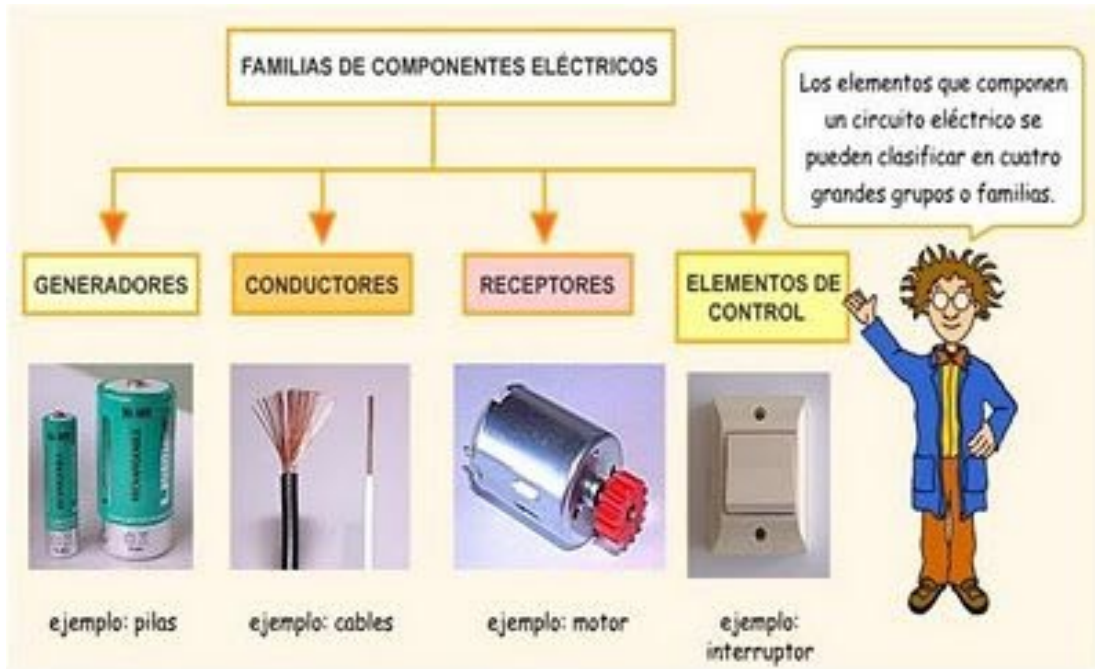 FAMILIAS DE COMPONENTES ELÉCTRICOS
Los elementos que componen
un circuito eléctrico se
pueden clasificar en cuatro
grandes grupos o familias.
GENERADORES
CONDUCTORES
RECEPTORES
ELEMENTOS DE
CONTROL
ejemplo: pilas
ejemplo: cables
ejemplo: motor
ejemplo:
interruptor